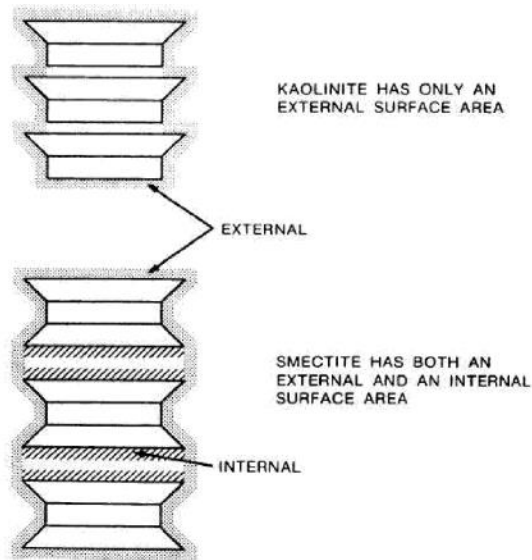 KAOLINITE HAS ONLY AN
EXTERNAL SURFACE AREA
EXTERNAL
SMECTITE HAS BOTH AN
EXTERNAL AND AN INTERNAL
SURFACE AREA
INTERNAL